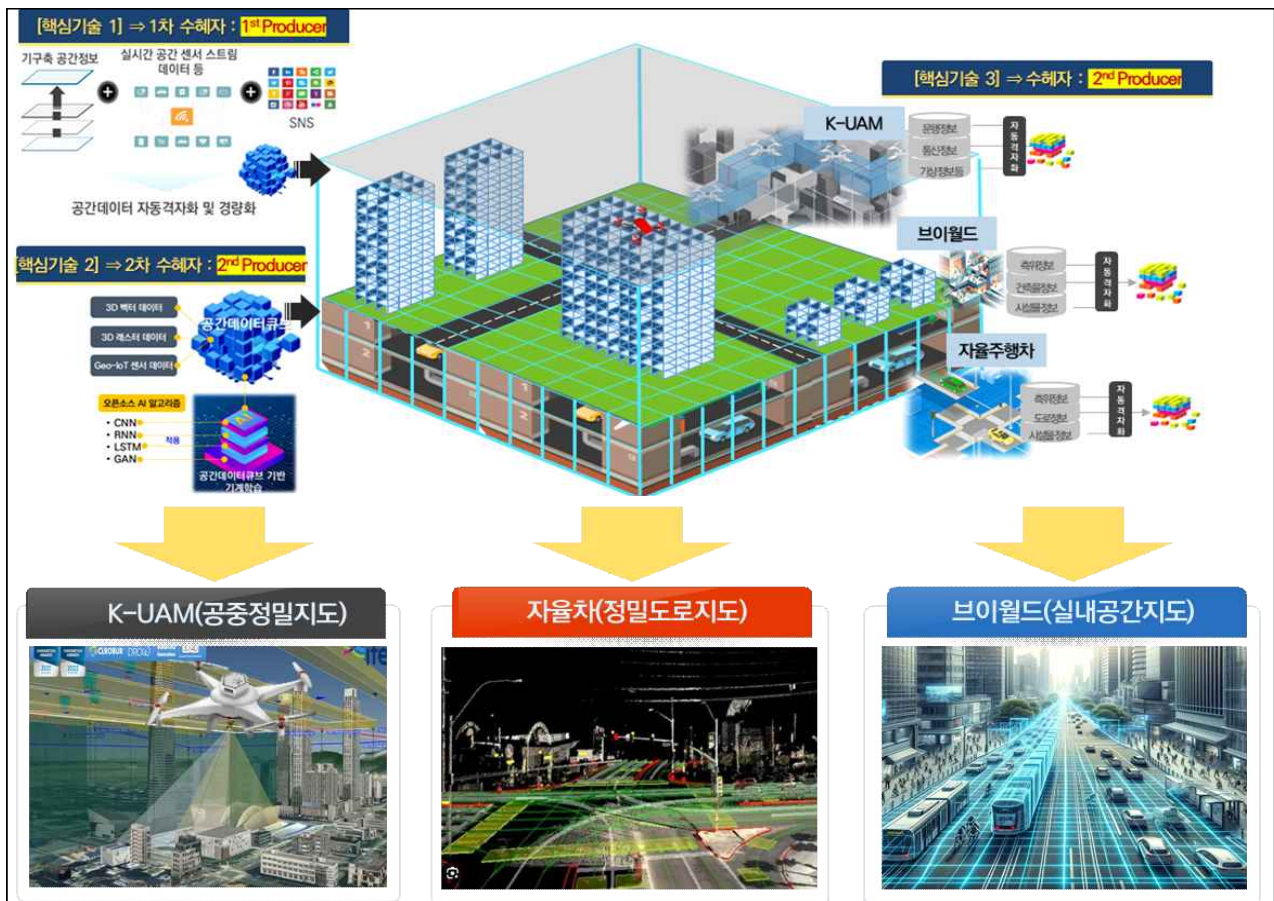 [핵심기술 1] ⇒ 1차 수혜자 : 1st Producer
기구축 공간정보
실시간 공간 센서 스트림
데이터 등
SNS
공간데이터 자동격자화 및 경량화
[핵심기술 2] ⇒ 2차 수혜자 : 2nd Producer
3D 벡터 데이터
3D 래스터 데이터
Geo-IoT 센서 데이터
공간데이터큐브
오픈소스 AI 알고리즘
• CNN
• RNN
• LSTM
• GAN
적용
공간데이터큐브 기반
기계학습
[핵심기술 3] ⇒ 수혜자 : 2nd Producer
K-UAM
운행정보
통신정보
기상정보등
자동격자화
브이월드
측위정보
건축물정보
시설물정보
자동격자화
자율주행차
측위정보
도로정보
시설물정보
자동격자화
K-UAM(공중정밀지도)
자율차(정밀도로지도)
브이월드(실내공간지도)